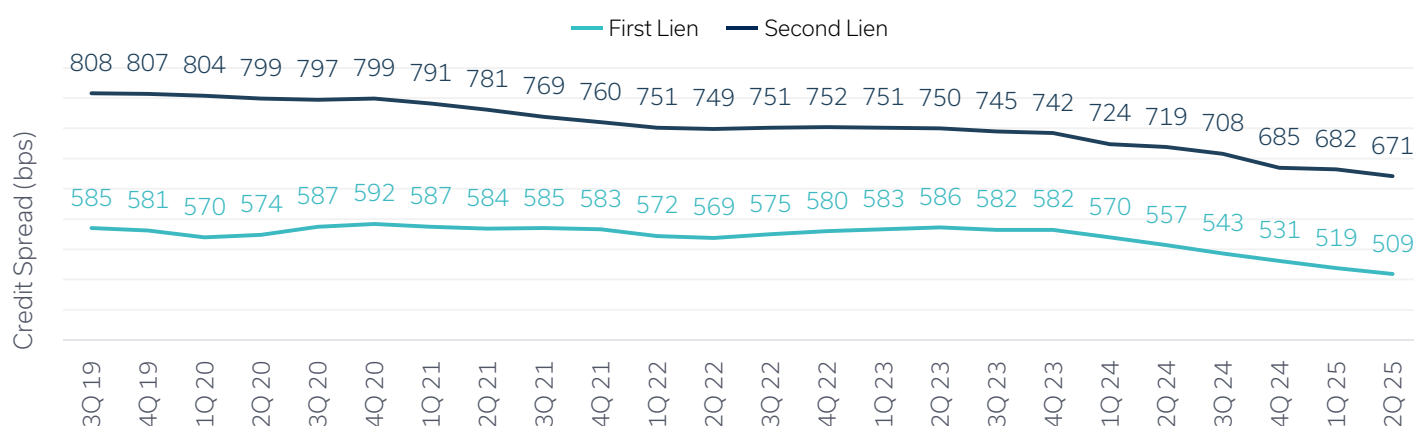 First Lien Second Lien
808 807 804 799 797 799 791 781 769 760 751 749 751 752 751 750 745 742 724 719 708 685 682 671
585 581 570 574 587 592 587 584 585 583 572 569 575 580 583 586 582 582 570 557 543 531 519 509
Credit Spread (bps)
3Q 19 4Q 19 1Q 20 2Q 20 3Q 20 4Q 20 1Q 21 2Q 21 3Q 21 4Q 21 1Q 22 2Q 22 3Q 22 4Q 22 1Q 23 2Q 23 3Q 23 4Q 23 1Q 24 2Q 24 3Q 24 4Q 24 1Q 25 2Q 25